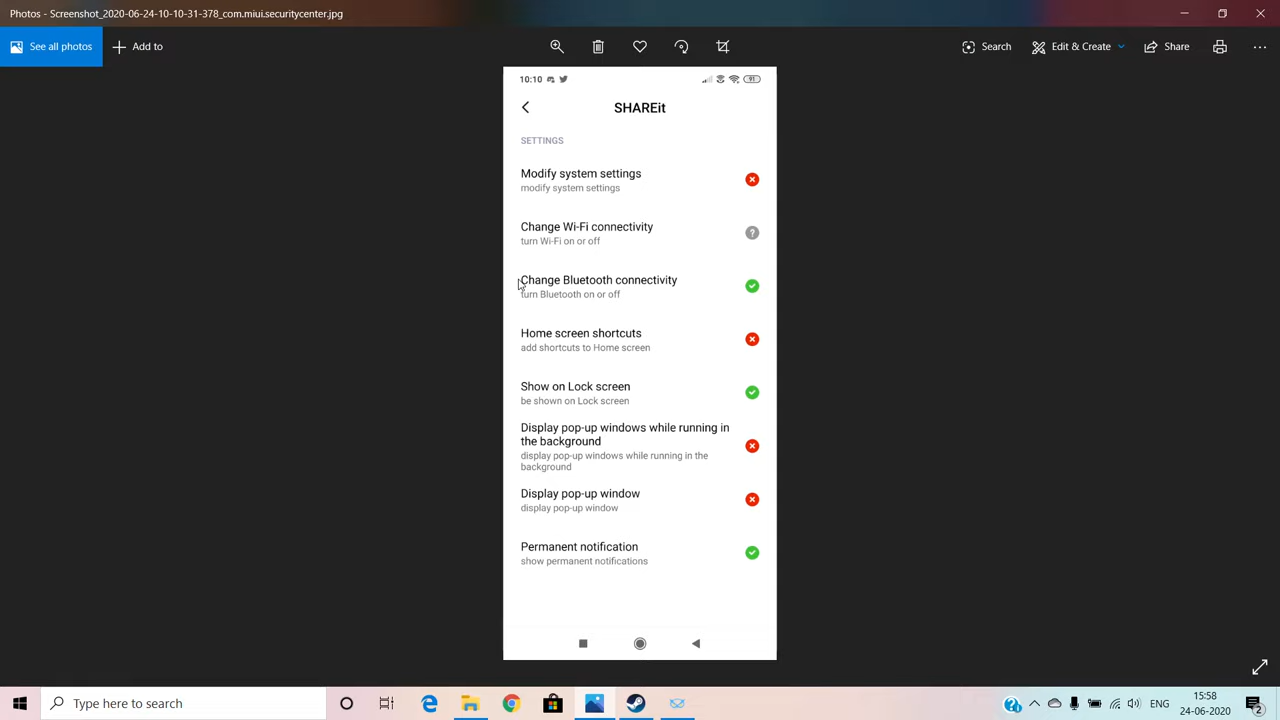 Photos - Screenshot_2020-06-24-10-10-31-378_com.miui.securitycenter.jpg
See all photos
Add to
Search
Edit & Create
Share
10:10
91
SHAREit
SETTINGS
Modify system settings
modify system settings
Change Wi-Fi connectivity
turn Wi-Fi on or off
?
Change Bluetooth connectivity
turn Bluetooth on or off
Home screen shortcuts
add shortcuts to Home screen
Show on Lock screen
be shown on Lock screen
Display pop-up windows while running in
the background
display pop-up windows while running in the
background
Display pop-up window
display pop-up window
Permanent notification
show permanent notifications
Type here to search
ENG
15:58
24-06-2020
2